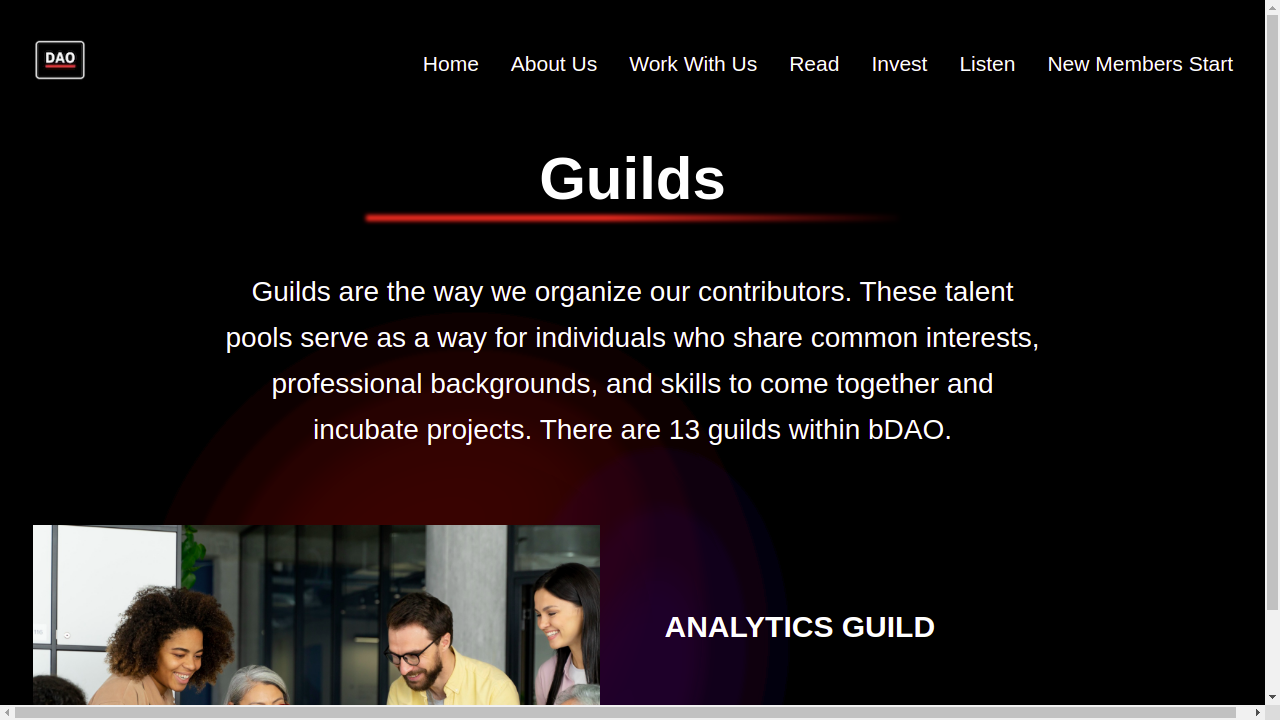 DAO
Home About Us Work With Us Read Invest Listen New Members Start
Guilds
Guilds are the way we organize our contributors. These talent
pools serve as a way for individuals who share common interests,
professional backgrounds, and skills to come together and
incubate projects. There are 13 guilds within bDAO.
ANALYTICS GUILD